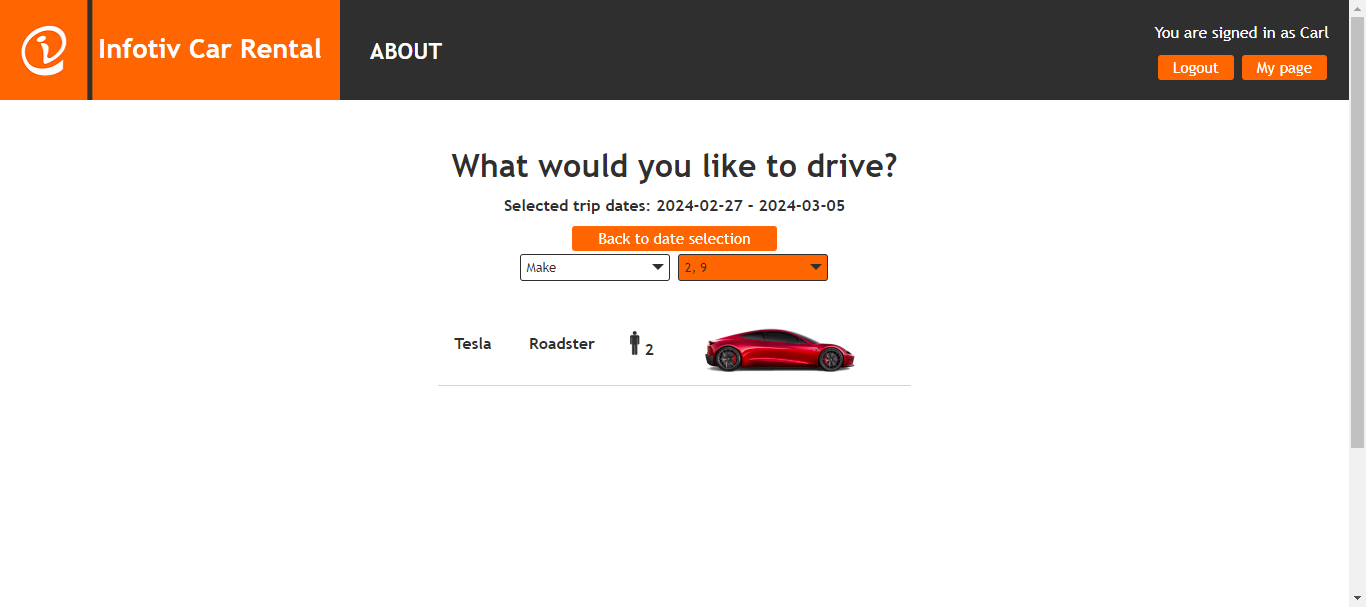 Infotiv Car Rental
ABOUT
You are signed in as Carl
Logout
My page
What would you like to drive?
Selected trip dates: 2024-02-27 - 2024-03-05
Back to date selection
Make
2, 9
Tesla Roadster 2